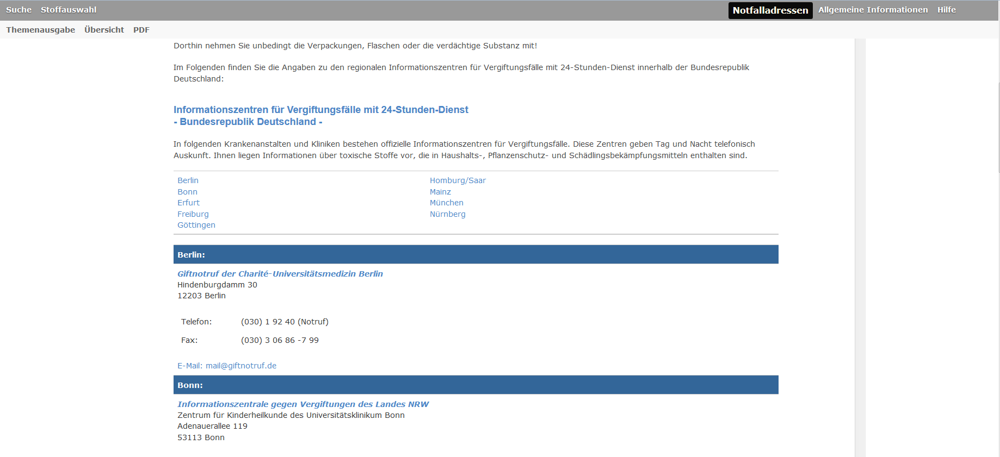 Suche Stoffauswahl Notfalladressen Allgemeine Informationen Hilfe
Themenausgabe Übersicht PDF
Dorthin nehmen Sie unbedingt die Verpackungen, Flaschen oder die verdächtige Substanz mit!
Im Folgenden finden Sie die Angaben zu den regionalen Informationszentren für Vergiftungsfälle mit 24-Stunden-Dienst innerhalb der Bundesrepublik
Deutschland:
Informationszentren für Vergiftungsfälle mit 24-Stunden-Dienst
- Bundesrepublik Deutschland -
In folgenden Krankenanstalten und Kliniken bestehen offizielle Informationszentren für Vergiftungsfälle. Diese Zentren geben Tag und Nacht telefonisch
Auskunft. Ihnen liegen Informationen über toxische Stoffe vor, die in Haushalts-, Pflanzenschutz- und Schädlingsbekämpfungsmitteln enthalten sind.
Berlin
Bonn
Erfurt
Freiburg
Göttingen
Homburg/Saar
Mainz
München
Nürnberg
Berlin:
Giftnotruf der Charité-Universitätsmedizin Berlin
Hindenburgdamm 30
12203 Berlin
Telefon: (030) 1 92 40 (Notruf)
Fax: (030) 3 06 86 -7 99
E-Mail: mail@giftnotruf.de
Bonn:
Informationszentrale gegen Vergiftungen des Landes NRW
Zentrum für Kinderheilkunde des Universitätsklinikum Bonn
Adenauerallee 119
53113 Bonn